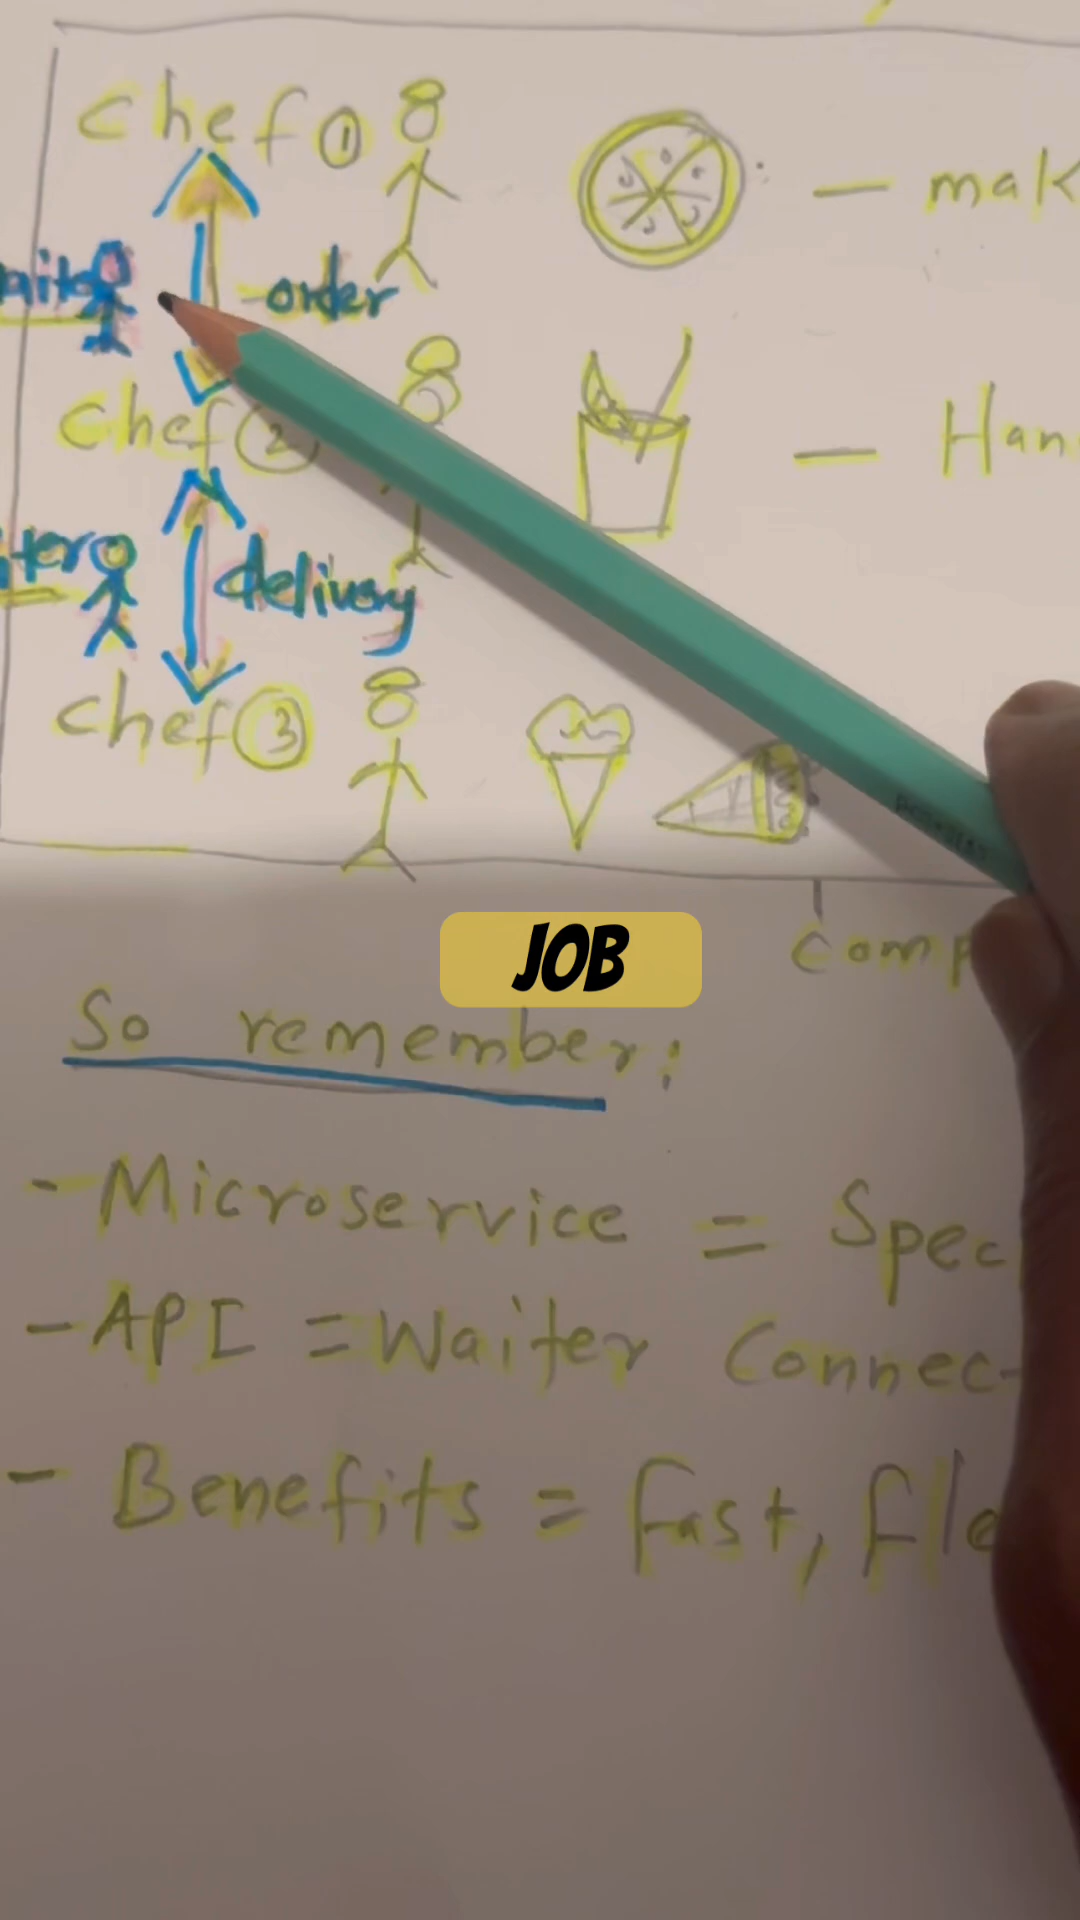 chef ①
— mak
order
chef ②
— Han
delivery
chef ③
JOB
comp
So remember:
- Microservice = Spec
- API = Waiter Connec-
- Benefits = Fast, Fle